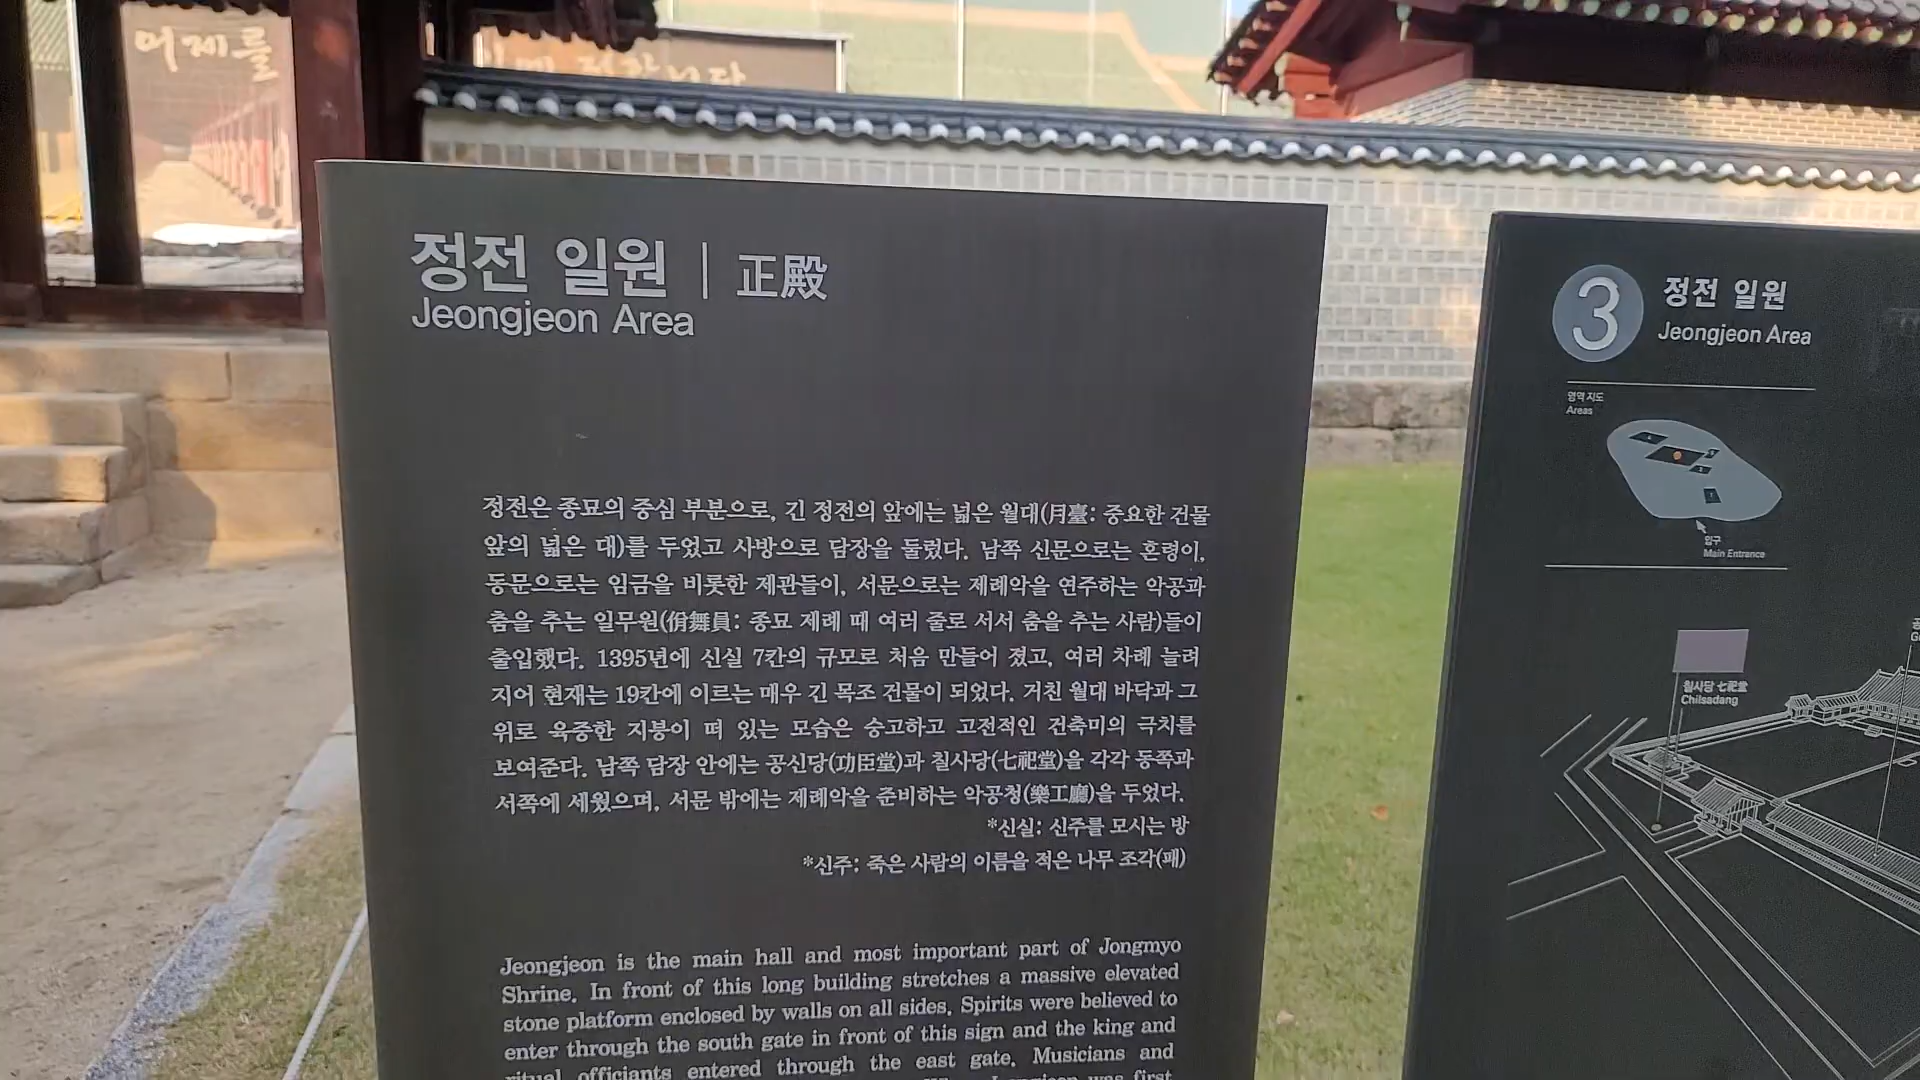 어제를
정전 일원 | 正殿
Jeongjeon Area
정전은 종묘의 중심 부분으로, 긴 정전의 앞에는 넓은 월대(月臺: 중요한 건물
앞의 넓은 대)를 두었고 사방으로 담장을 둘렀다. 남쪽 신문으로는 혼령이,
동문으로는 임금을 비롯한 제관들이, 서문으로는 제례악을 연주하는 악공과
춤을 추는 일무원(佾舞員: 종묘 제례 때 여러 줄로 서서 춤을 추는 사람)들이
출입했다. 1395년에 신실 7칸의 규모로 처음 만들어 졌고, 여러 차례 늘려
지어 현재는 19칸에 이르는 매우 긴 목조 건물이 되었다. 거친 월대 바닥과 그
위로 육중한 지붕이 떠 있는 모습은 숭고하고 고전적인 건축미의 극치를
보여준다. 남쪽 담장 안에는 공신당(功臣堂)과 칠사당(七祀堂)을 각각 동쪽과
서쪽에 세웠으며, 서문 밖에는 제례악을 준비하는 악공청(樂工廳)을 두었다.
*신실: 신주를 모시는 방
*신주: 죽은 사람의 이름을 적은 나무 조각(패)
Jeongjeon is the main hall and most important part of Jongmyo
Shrine. In front of this long building stretches a massive elevated
stone platform enclosed by walls on all sides. Spirits were believed to
enter through the south gate in front of this sign and the king and
ritual officiants entered through the east gate. Musicians and
was first
3
정전 일원
Jeongjeon Area
영역 지도
Areas
입구
Main Entrance
칠사당 七祀堂
Chilsadang